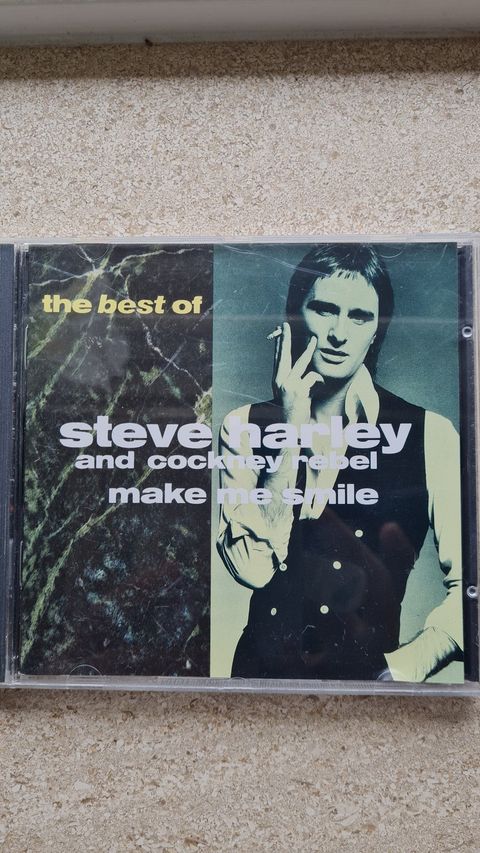 the best of
steve harley
and cockney rebel
make me smile